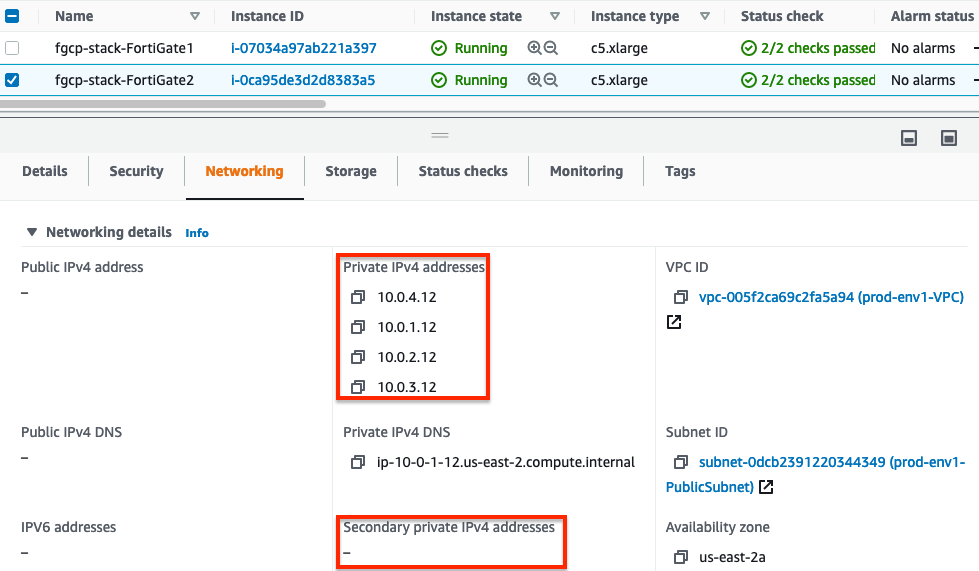 Name Instance ID Instance state Instance type Status check Alarm status
fgcp-stack-FortiGate1 i-07034a97ab221a397 Running c5.xlarge 2/2 checks passed No alarms
fgcp-stack-FortiGate2 i-0ca95de3d2d8383a5 Running c5.xlarge 2/2 checks passed No alarms
Details Security Networking Storage Status checks Monitoring Tags
Networking details Info
Public IPv4 address
–
Private IPv4 addresses
10.0.4.12
10.0.1.12
10.0.2.12
10.0.3.12
VPC ID
vpc-005f2ca69c2fa5a94 (prod-env1-VPC)
Public IPv4 DNS
–
Private IPv4 DNS
ip-10-0-1-12.us-east-2.compute.internal
Subnet ID
subnet-0dcb2391220344349 (prod-env1-
PublicSubnet)
IPV6 addresses
–
Secondary private IPv4 addresses
–
Availability zone
us-east-2a